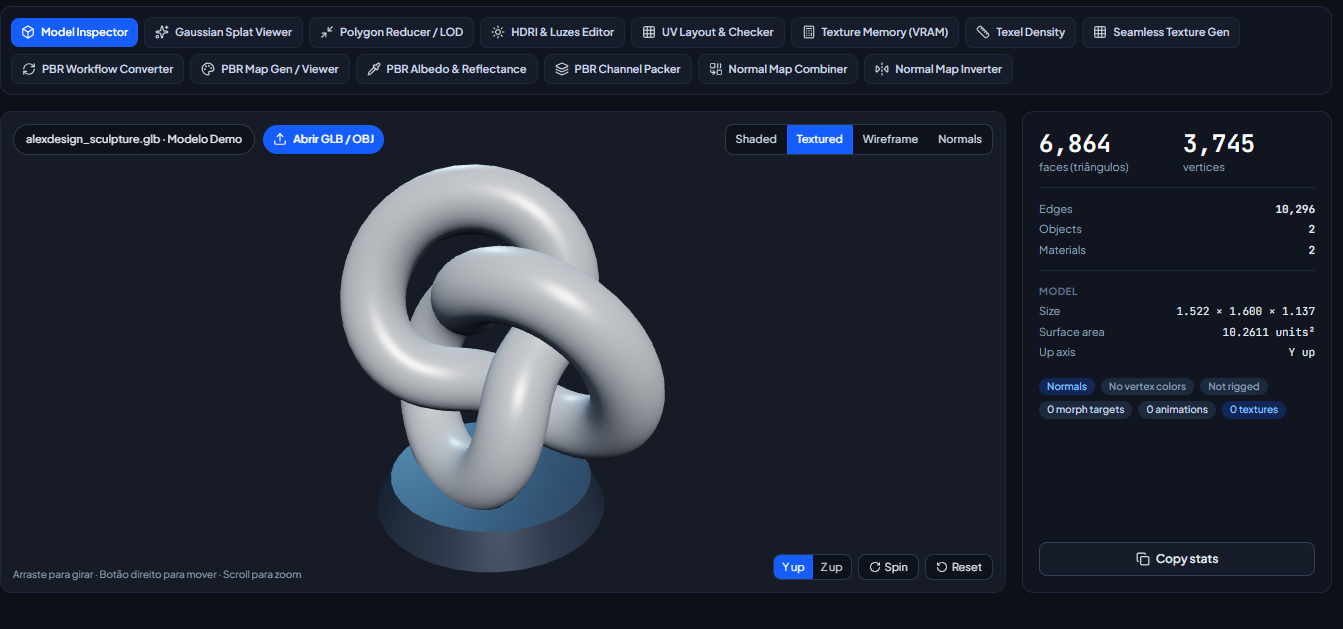 Model Inspector
Gaussian Splat Viewer
Polygon Reducer / LOD
HDRI & Luzes Editor
UV Layout & Checker
Texture Memory (VRAM)
Texel Density
Seamless Texture Gen
PBR Workflow Converter
PBR Map Gen / Viewer
PBR Albedo & Reflectance
PBR Channel Packer
Normal Map Combiner
Normal Map Inverter
alexdesign_sculpture.glb · Modelo Demo
Abrir GLB / OBJ
Shaded
Textured
Wireframe
Normals
Arraste para girar · Botão direito para mover · Scroll para zoom
Y up
Z up
Spin
Reset
6,864
faces (triângulos)
3,745
vertices
Edges 10,296
Objects 2
Materials 2
MODEL
Size 1.522 × 1.600 × 1.137
Surface area 10.2611 units²
Up axis Y up
Normals
No vertex colors
Not rigged
0 morph targets
0 animations
0 textures
Copy stats